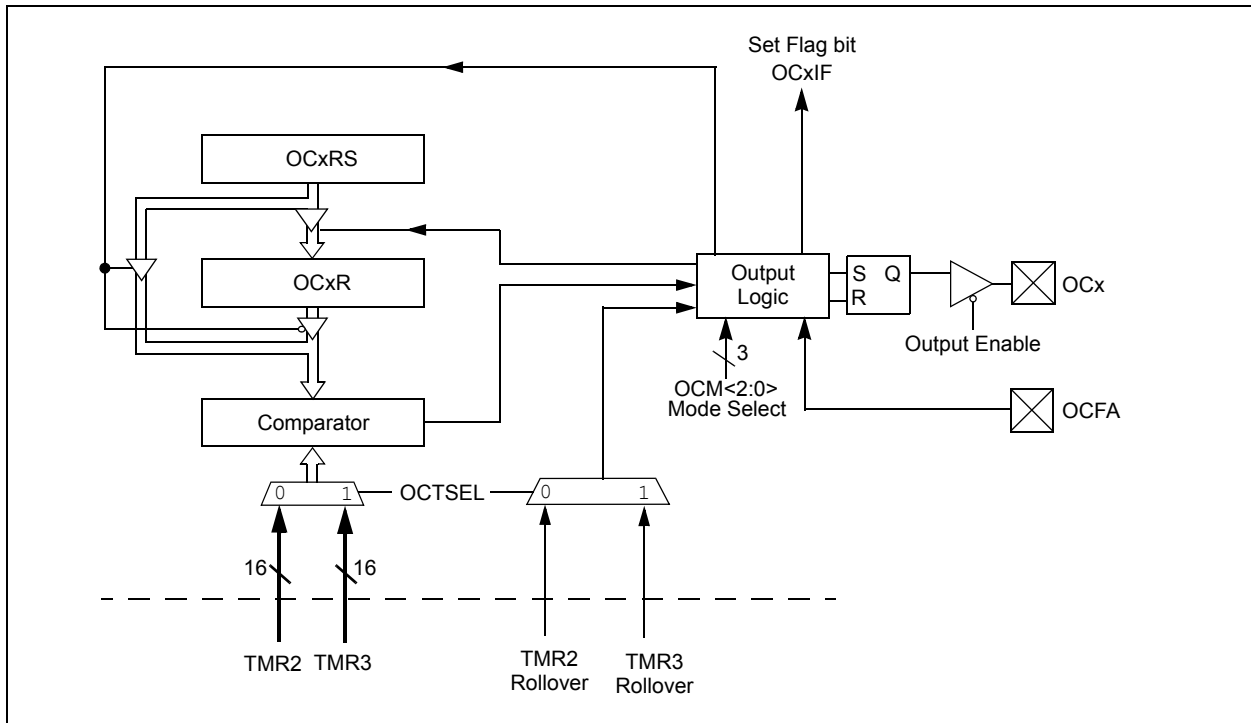 Set Flag bit
OCxIF
OCxRS
OCxR
Output
Logic
S Q
R
OCx
Output Enable
3
OCM<2:0>
Mode Select
OCFA
Comparator
0 1
OCTSEL
0 1
16
16
TMR2
TMR3
TMR2
Rollover
TMR3
Rollover